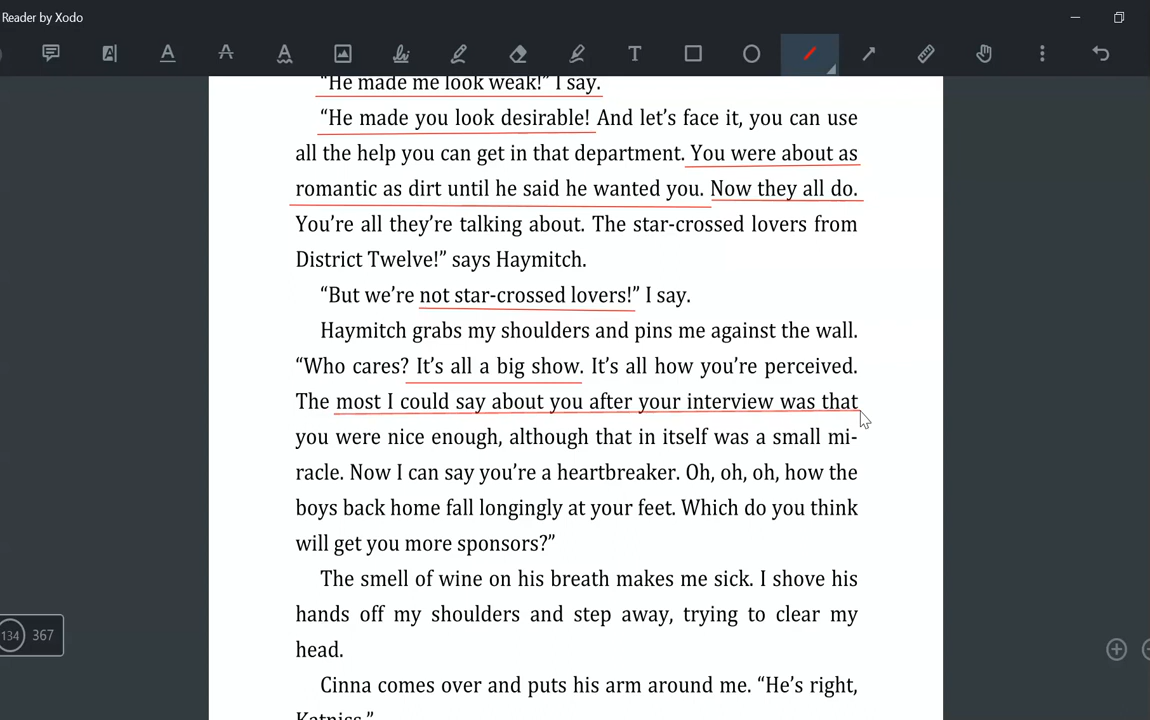 Reader by Xodo
T
"He made me look weak!" I say.
"He made you look desirable! And let's face it, you can use
all the help you can get in that department. You were about as
romantic as dirt until he said he wanted you. Now they all do.
You're all they're talking about. The star-crossed lovers from
District Twelve!" says Haymitch.
"But we're not star-crossed lovers!" I say.
Haymitch grabs my shoulders and pins me against the wall.
"Who cares? It's all a big show. It's all how you're perceived.
The most I could say about you after your interview was that
you were nice enough, although that in itself was a small mi-
racle. Now I can say you're a heartbreaker. Oh, oh, oh, how the
boys back home fall longingly at your feet. Which do you think
will get you more sponsors?"
The smell of wine on his breath makes me sick. I shove his
hands off my shoulders and step away, trying to clear my
head.
Cinna comes over and puts his arm around me. "He's right,
Katniss."
134 367